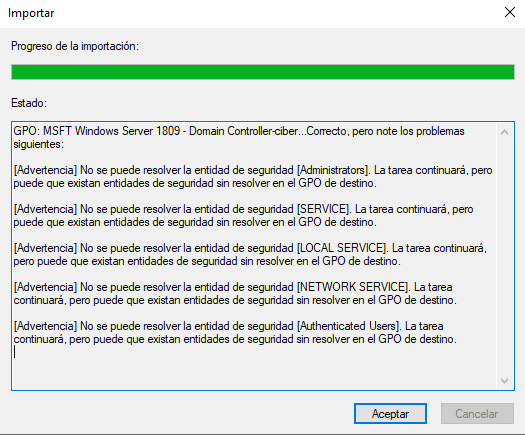 Importar
Progreso de la importación:
Estado:
GPO: MSFT Windows Server 1809 - Domain Controller-ciber...Correcto, pero note los problemas
siguientes:
[Advertencia] No se puede resolver la entidad de seguridad [Administrators]. La tarea continuará, pero
puede que existan entidades de seguridad sin resolver en el GPO de destino.
[Advertencia] No se puede resolver la entidad de seguridad [SERVICE]. La tarea continuará, pero
puede que existan entidades de seguridad sin resolver en el GPO de destino.
[Advertencia] No se puede resolver la entidad de seguridad [LOCAL SERVICE]. La tarea continuará,
pero puede que existan entidades de seguridad sin resolver en el GPO de destino.
[Advertencia] No se puede resolver la entidad de seguridad [NETWORK SERVICE]. La tarea
continuará, pero puede que existan entidades de seguridad sin resolver en el GPO de destino.
[Advertencia] No se puede resolver la entidad de seguridad [Authenticated Users]. La tarea
continuará, pero puede que existan entidades de seguridad sin resolver en el GPO de destino.
Aceptar
Cancelar